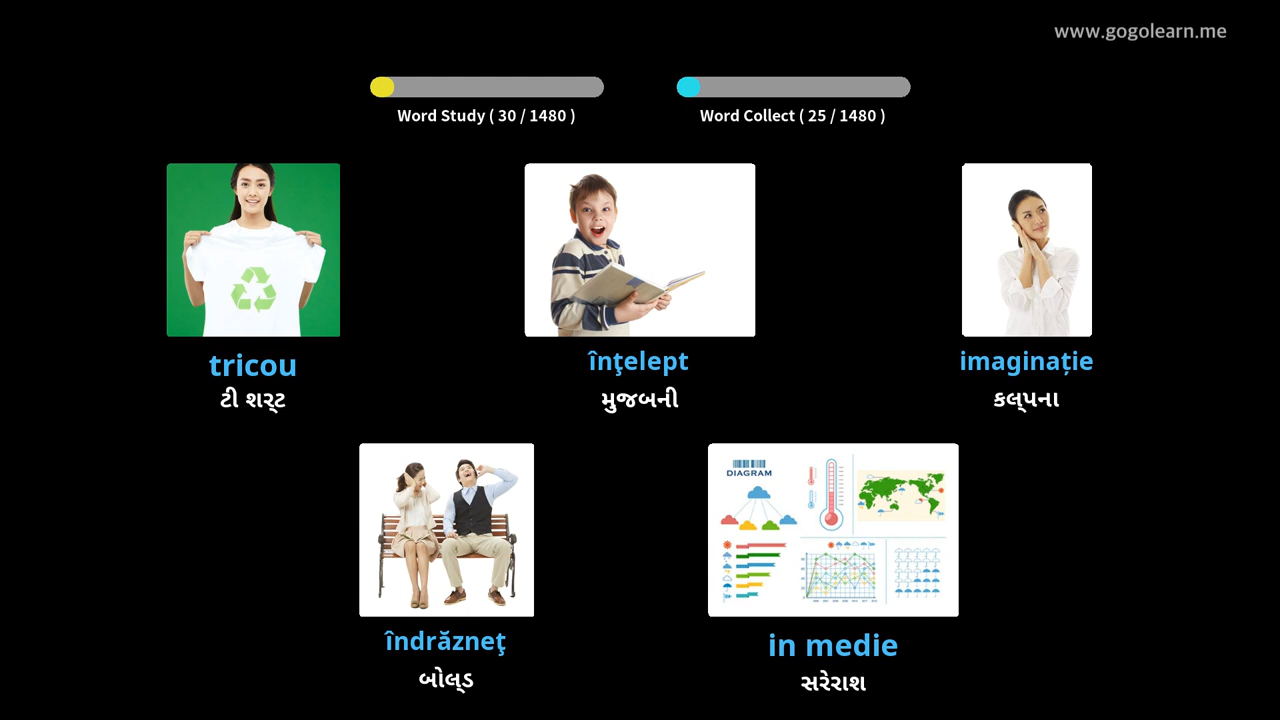 www.gogolearn.me
Word Study ( 30 / 1480 )
Word Collect ( 25 / 1480 )
tricou
ટી શર્ટ
înţelept
મુજબની
imaginație
કલ્પના
DIAGRAM
îndrăzneţ
બોલ્ડ
in medie
સરેરાશ